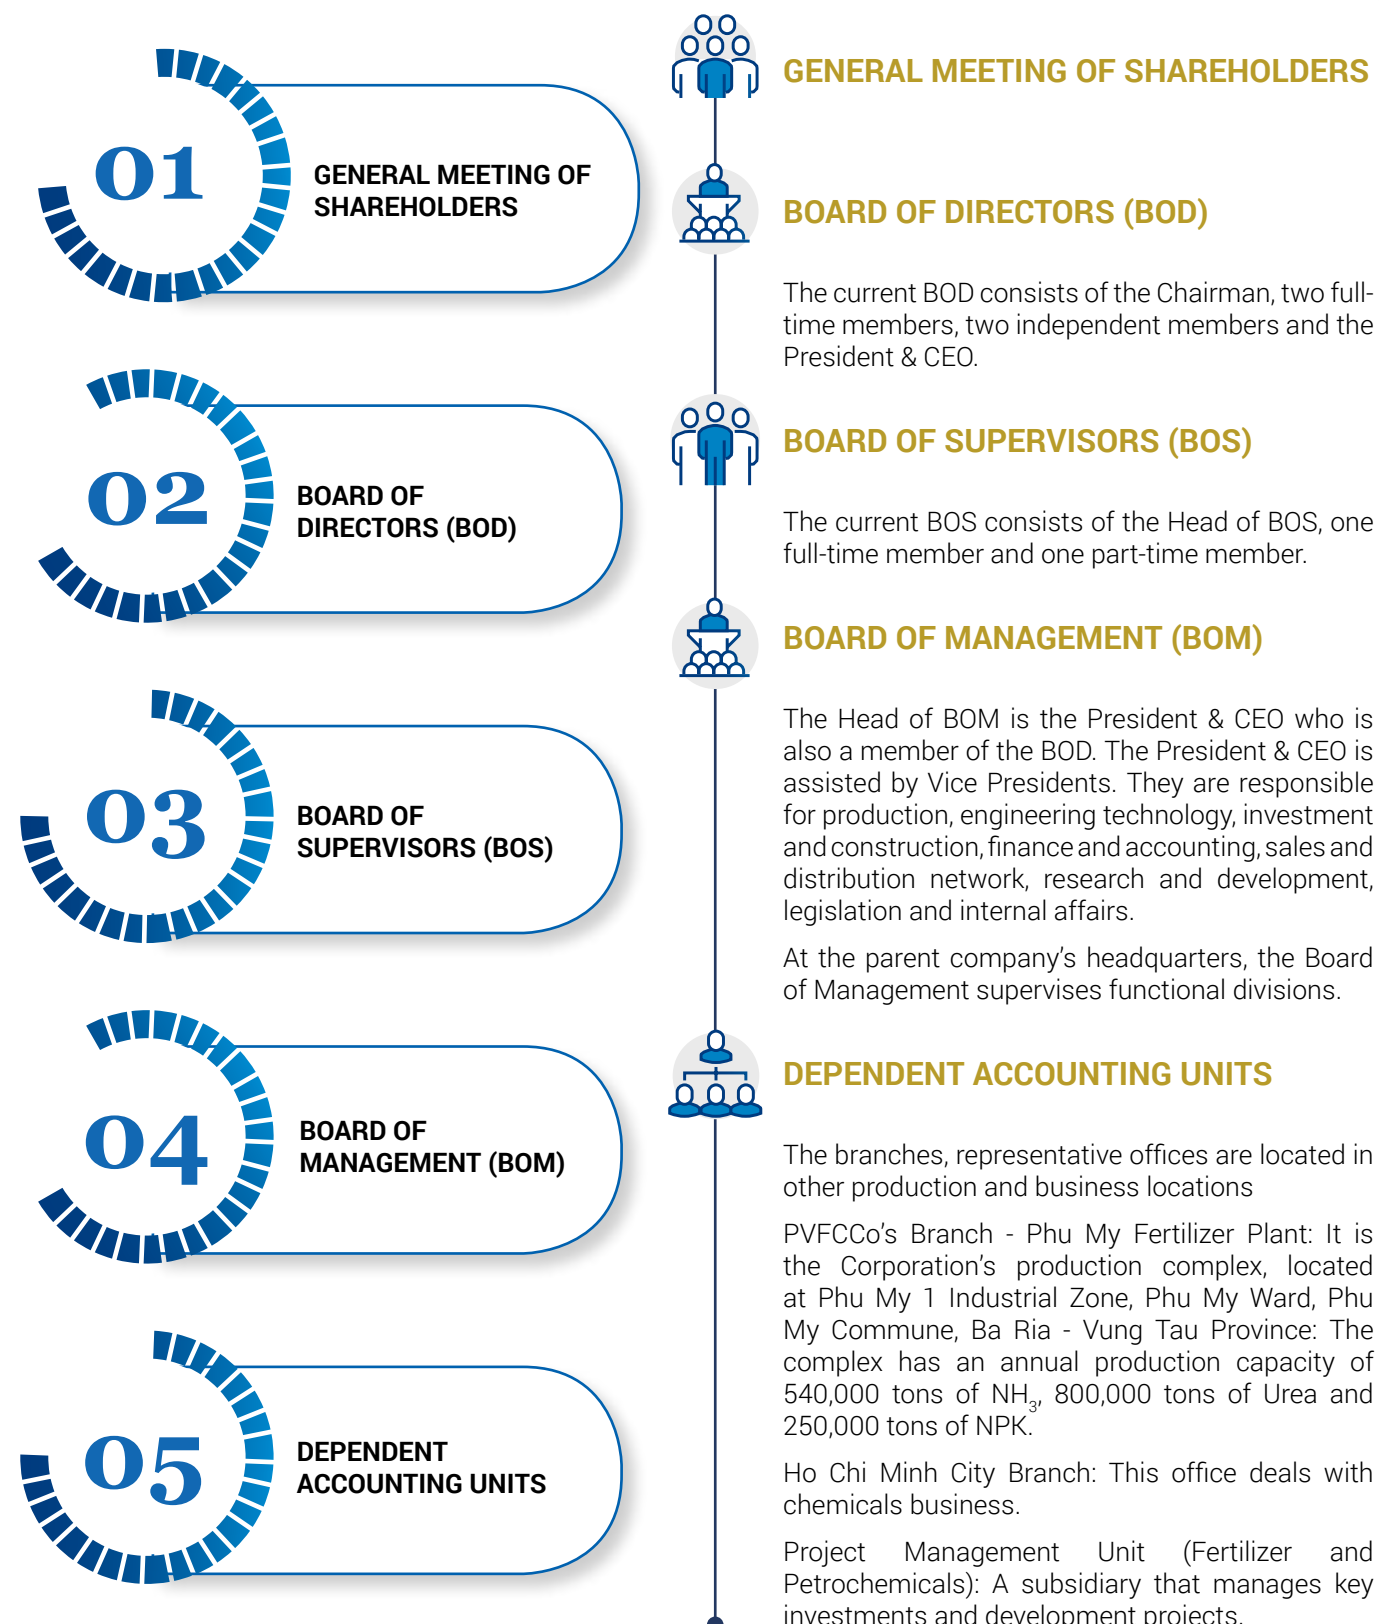 01
GENERAL MEETING OF
SHAREHOLDERS
02
BOARD OF
DIRECTORS (BOD)
03
BOARD OF
SUPERVISORS (BOS)
04
BOARD OF
MANAGEMENT (BOM)
05
DEPENDENT
ACCOUNTING UNITS
GENERAL MEETING OF SHAREHOLDERS
BOARD OF DIRECTORS (BOD)
The current BOD consists of the Chairman, two full-
time members, two independent members and the
President & CEO.
BOARD OF SUPERVISORS (BOS)
The current BOS consists of the Head of BOS, one
full-time member and one part-time member.
BOARD OF MANAGEMENT (BOM)
The Head of BOM is the President & CEO who is
also a member of the BOD. The President & CEO is
assisted by Vice Presidents. They are responsible
for production, engineering technology, investment
and construction, finance and accounting, sales and
distribution network, research and development,
legislation and internal affairs.
At the parent company's headquarters, the Board
of Management supervises functional divisions.
DEPENDENT ACCOUNTING UNITS
The branches, representative offices are located in
other production and business locations
PVFCCo's Branch - Phu My Fertilizer Plant: It is
the Corporation's production complex, located
at Phu My 1 Industrial Zone, Phu My Ward, Phu
My Commune, Ba Ria - Vung Tau Province: The
complex has an annual production capacity of
540,000 tons of NH₃, 800,000 tons of Urea and
250,000 tons of NPK.
Ho Chi Minh City Branch: This office deals with
chemicals business.
Project Management Unit (Fertilizer and
Petrochemicals): A subsidiary that manages key
investments and development projects.